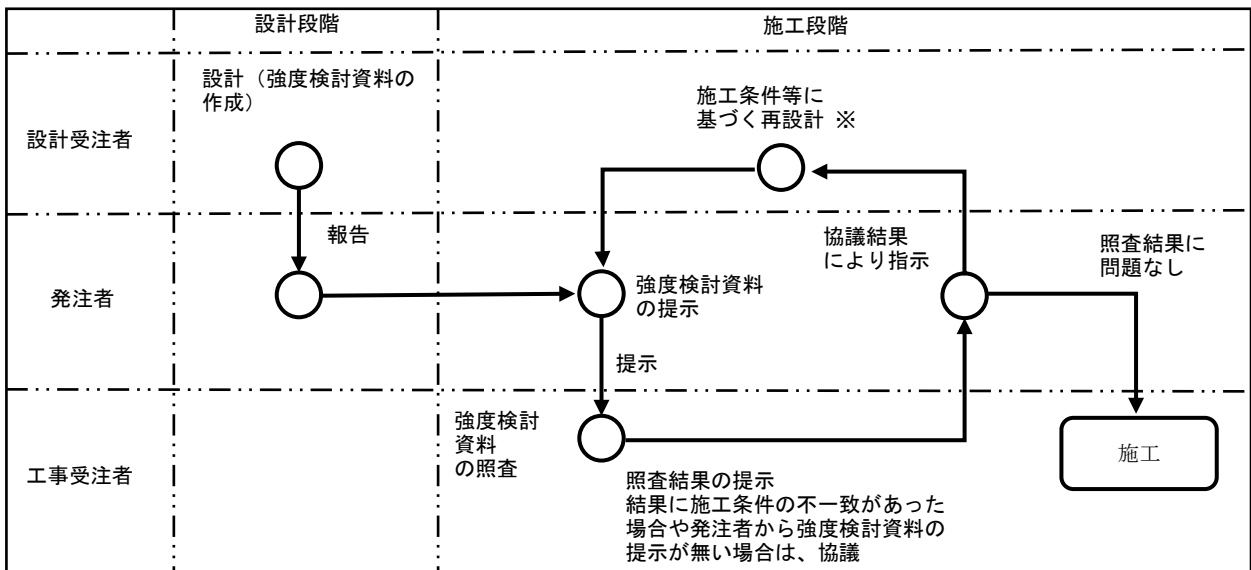 設計段階
施工段階
設計受注者
設計（強度検討資料の
作成）
施工条件等に
基づく再設計 ※
発注者
報告
強度検討資料
の提示
協議結果
により指示
照査結果に
問題なし
提示
工事受注者
強度検討
資料
の照査
照査結果の提示
結果に施工条件の不一致があった
場合や発注者から強度検討資料の
提示が無い場合は、協議
施工